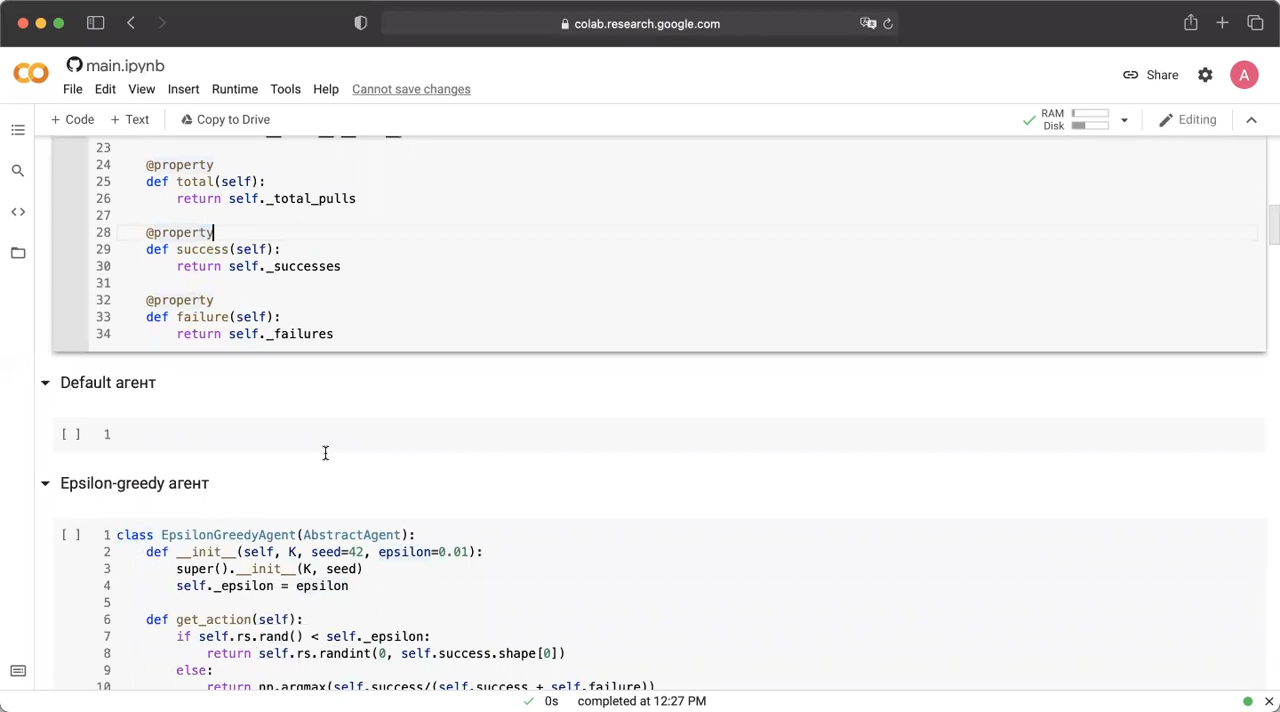 colab.research.google.com
main.ipynb
Share
A
File Edit View Insert Runtime Tools Help Cannot save changes
+ Code + Text Copy to Drive
RAM
Disk
Editing
23
24 @property
25 def total(self):
26 return self._total_pulls
27
28 @property
29 def success(self):
30 return self._successes
31
32 @property
33 def failure(self):
34 return self._failures
Default агент
[ ] 1
Epsilon-greedy агент
[ ] 1 class EpsilonGreedyAgent(AbstractAgent):
2 def __init__(self, K, seed=42, epsilon=0.01):
3 super().__init__(K, seed)
4 self._epsilon = epsilon
5
6 def get_action(self):
7 if self.rs.rand() < self._epsilon:
8 return self.rs.randint(0, self.success.shape[0])
9 else:
10 return np.argmax(self.success/(self.success + self.failure))
0s completed at 12:27 PM